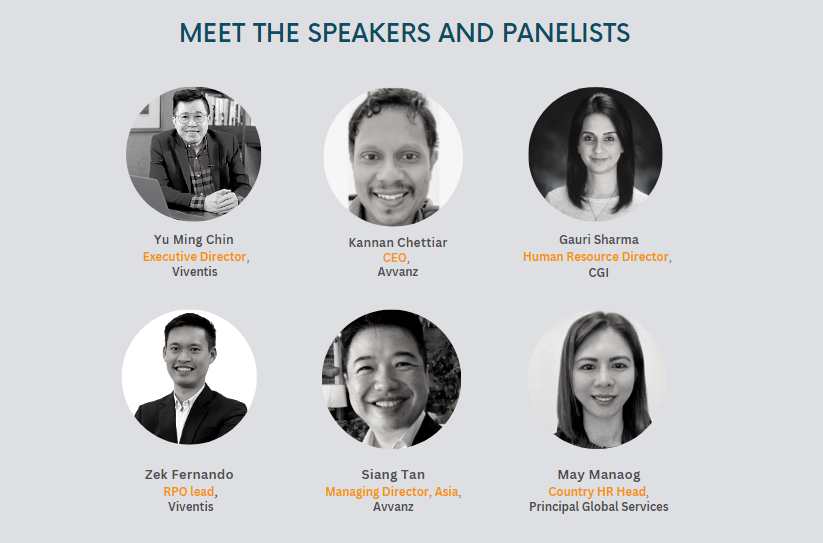 MEET THE SPEAKERS AND PANELISTS
Yu Ming Chin
Executive Director,
Viventis
Kannan Chettiar
CEO,
Avvanz
Gauri Sharma
Human Resource Director,
CGI
Zek Fernando
RPO lead,
Viventis
Siang Tan
Managing Director, Asia,
Avvanz
May Manaog
Country HR Head,
Principal Global Services